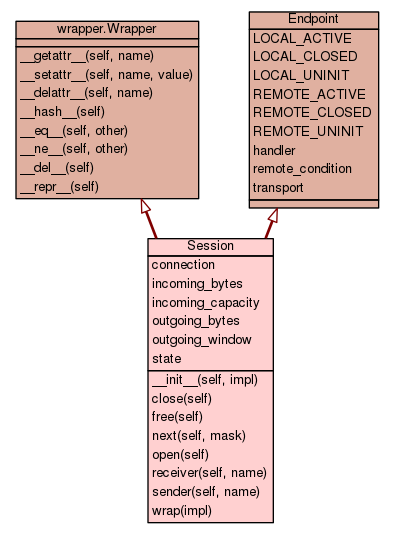 wrapper.Wrapper
__getattr__(self, name)
__setattr__(self, name, value)
__delattr__(self, name)
__hash__(self)
__eq__(self, other)
__ne__(self, other)
__del__(self)
__repr__(self)
Endpoint
LOCAL_ACTIVE
LOCAL_CLOSED
LOCAL_UNINIT
REMOTE_ACTIVE
REMOTE_CLOSED
REMOTE_UNINIT
handler
remote_condition
transport
Session
connection
incoming_bytes
incoming_capacity
outgoing_bytes
outgoing_window
state
__init__(self, impl)
close(self)
free(self)
next(self, mask)
open(self)
receiver(self, name)
sender(self, name)
wrap(impl)